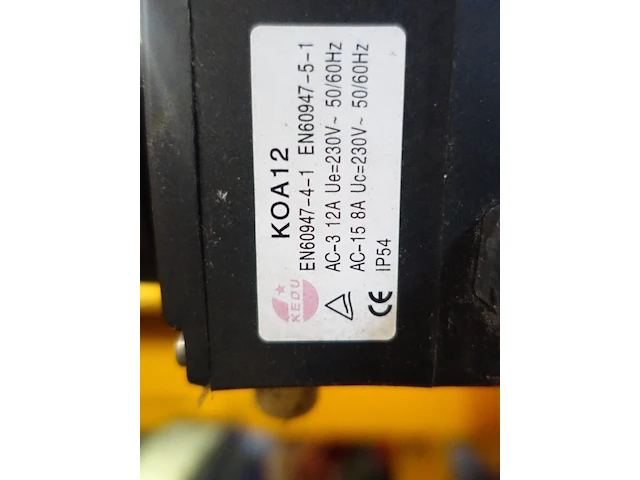 KOA12
EN60947-4-1 EN60947-5-1
AC-3 12A Ue=230V~ 50/60Hz
AC-15 8A Uc=230V~ 50/60Hz
IP54
KEDU
CE